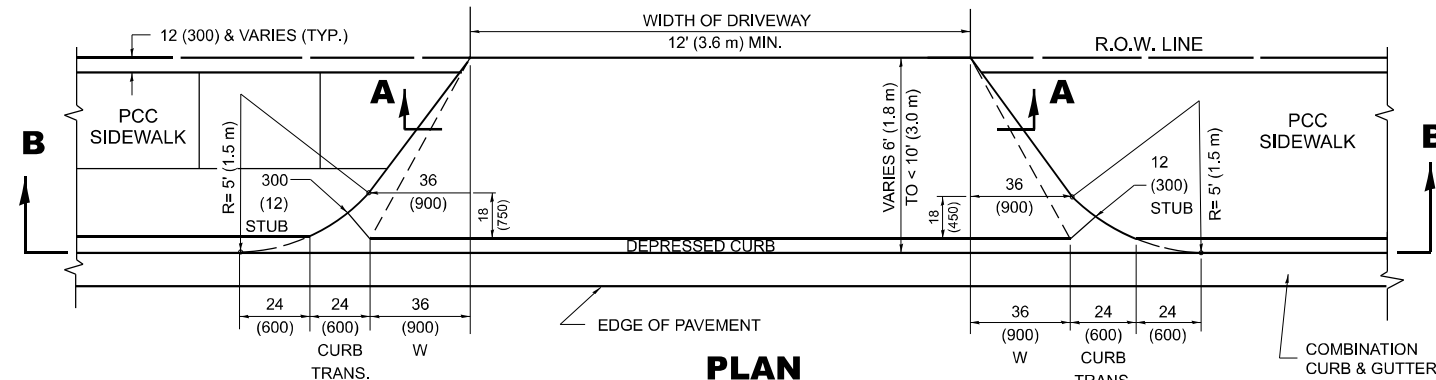 WIDTH OF DRIVEWAY
12' (3.6 m) MIN.
12 (300) & VARIES (TYP.)
R.O.W. LINE
A
A
PCC
SIDEWALK
PCC
SIDEWALK
B
B
R= 5' (1.5 m)
300
(12)
STUB
36
(900)
18
(750)
VARIES 6' (1.8 m)
TO < 10' (3.0 m)
36
(900)
18
(450)
12
(300)
STUB
R= 5' (1.5 m)
DEPRESSED CURB
24
(600)
24
(600)
CURB
TRANS.
36
(900)
W
EDGE OF PAVEMENT
PLAN
36
(900)
W
24
(600)
CURB
TRANS.
24
(600)
COMBINATION
CURB & GUTTER